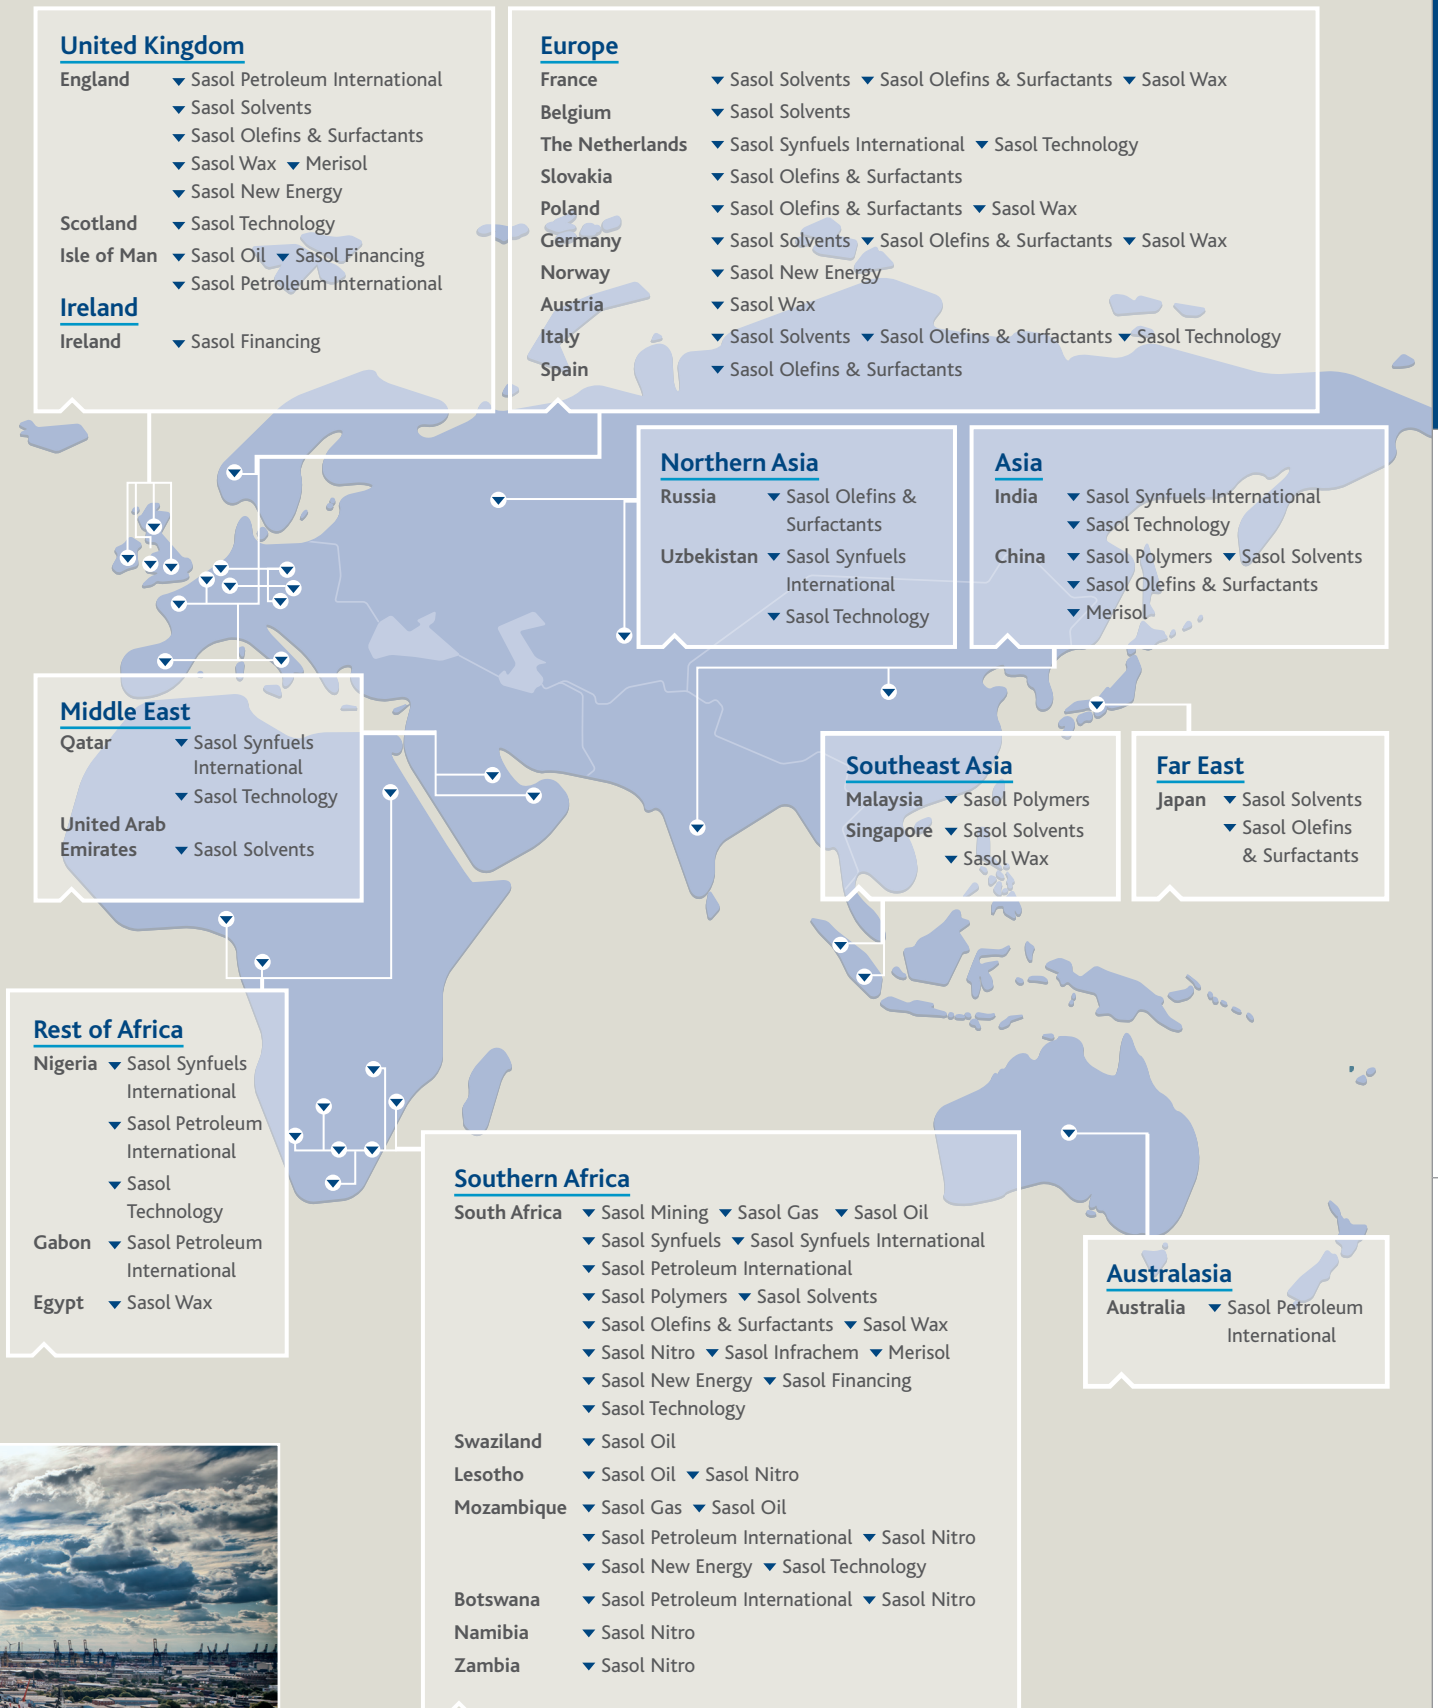 United Kingdom
England ▼ Sasol Petroleum International
▼ Sasol Solvents
▼ Sasol Olefins & Surfactants
▼ Sasol Wax ▼ Merisol
▼ Sasol New Energy
Scotland ▼ Sasol Technology
Isle of Man ▼ Sasol Oil ▼ Sasol Financing
▼ Sasol Petroleum International
Ireland
Ireland ▼ Sasol Financing
Europe
France ▼ Sasol Solvents ▼ Sasol Olefins & Surfactants ▼ Sasol Wax
Belgium ▼ Sasol Solvents
The Netherlands ▼ Sasol Synfuels International ▼ Sasol Technology
Slovakia ▼ Sasol Olefins & Surfactants
Poland ▼ Sasol Olefins & Surfactants ▼ Sasol Wax
Germany ▼ Sasol Solvents ▼ Sasol Olefins & Surfactants ▼ Sasol Wax
Norway ▼ Sasol New Energy
Austria ▼ Sasol Wax
Italy ▼ Sasol Solvents ▼ Sasol Olefins & Surfactants ▼ Sasol Technology
Spain ▼ Sasol Olefins & Surfactants
Northern Asia
Russia ▼ Sasol Olefins &
Surfactants
Uzbekistan ▼ Sasol Synfuels
International
▼ Sasol Technology
Asia
India ▼ Sasol Synfuels International
▼ Sasol Technology
China ▼ Sasol Polymers ▼ Sasol Solvents
▼ Sasol Olefins & Surfactants
▼ Merisol
Middle East
Qatar ▼ Sasol Synfuels
International
▼ Sasol Technology
United Arab
Emirates ▼ Sasol Solvents
Southeast Asia
Malaysia ▼ Sasol Polymers
Singapore ▼ Sasol Solvents
▼ Sasol Wax
Far East
Japan ▼ Sasol Solvents
▼ Sasol Olefins
& Surfactants
Rest of Africa
Nigeria ▼ Sasol Synfuels
International
▼ Sasol Petroleum
International
▼ Sasol
Technology
Gabon ▼ Sasol Petroleum
International
Egypt ▼ Sasol Wax
Southern Africa
South Africa ▼ Sasol Mining ▼ Sasol Gas ▼ Sasol Oil
▼ Sasol Synfuels ▼ Sasol Synfuels International
▼ Sasol Petroleum International
▼ Sasol Polymers ▼ Sasol Solvents
▼ Sasol Olefins & Surfactants ▼ Sasol Wax
▼ Sasol Nitro ▼ Sasol Infrachem ▼ Merisol
▼ Sasol New Energy ▼ Sasol Financing
▼ Sasol Technology
Swaziland ▼ Sasol Oil
Lesotho ▼ Sasol Oil ▼ Sasol Nitro
Mozambique ▼ Sasol Gas ▼ Sasol Oil
▼ Sasol Petroleum International ▼ Sasol Nitro
▼ Sasol New Energy ▼ Sasol Technology
Botswana ▼ Sasol Petroleum International ▼ Sasol Nitro
Namibia ▼ Sasol Nitro
Zambia ▼ Sasol Nitro
Australasia
Australia ▼ Sasol Petroleum
International